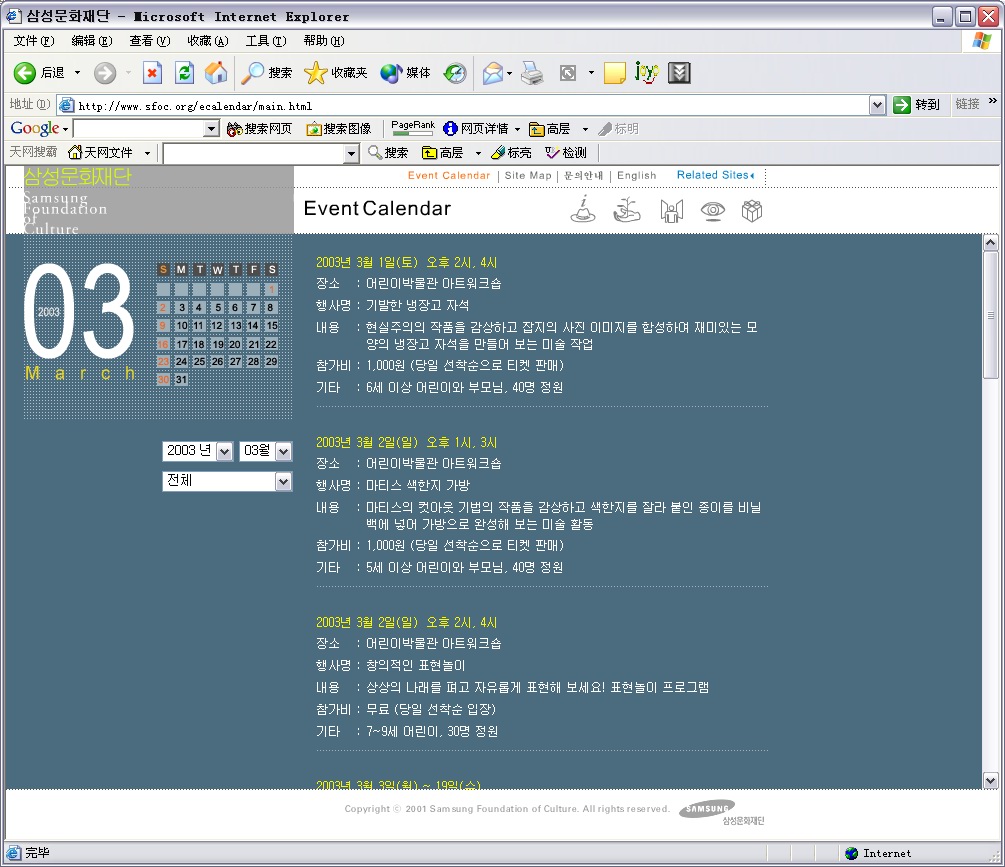 삼성문화재단 - Microsoft Internet Explorer
文件(F) 编辑(E) 查看(V) 收藏(A) 工具(T) 帮助(H)
后退 搜索 收藏夹 媒体 joy
地址(D) http://www.sfoc.org/ecalendar/main.html 转到 链接 »
Google 搜索网页 搜索图像 PageRank 网页详情 高层 标明
天网搜霸 天网文件 搜索 高层 标亮 检测
삼성문화재단
Samsung
Foundation
of
Culture
Event Calendar | Site Map | 문의안내 | English Related Sites
Event Calendar
03
2003
March
S M T W T F S
1
2 3 4 5 6 7 8
9 10 11 12 13 14 15
16 17 18 19 20 21 22
23 24 25 26 27 28 29
30 31
2003 년 03월
전체
2003년 3월 1일(토) 오후 2시, 4시
장소 : 어린이박물관 아트워크숍
행사명 : 기발한 냉장고 자석
내용 : 현실주의의 작품을 감상하고 잡지의 사진 이미지를 합성하여 재미있는 모
양의 냉장고 자석을 만들어 보는 미술 작업
참가비 : 1,000원 (당일 선착순으로 티켓 판매)
기타 : 6세 이상 어린이와 부모님, 40명 정원
2003년 3월 2일(일) 오후 1시, 3시
장소 : 어린이박물관 아트워크숍
행사명 : 마티스 색한지 가방
내용 : 마티스의 컷아웃 기법의 작품을 감상하고 색한지를 잘라 붙인 종이를 비닐
백에 넣어 가방으로 완성해 보는 미술 활동
참가비 : 1,000원 (당일 선착순으로 티켓 판매)
기타 : 5세 이상 어린이와 부모님, 40명 정원
2003년 3월 2일(일) 오후 2시, 4시
장소 : 어린이박물관 아트워크숍
행사명 : 창의적인 표현놀이
내용 : 상상의 나래를 펴고 자유롭게 표현해 보세요! 표현놀이 프로그램
참가비 : 무료 (당일 선착순 입장)
기타 : 7~9세 어린이, 30명 정원
2003년 3월 3일(월) ~ 19일(수)
Copyright © 2001 Samsung Foundation of Culture. All rights reserved. SAMSUNG
삼성문화재단
完毕 Internet